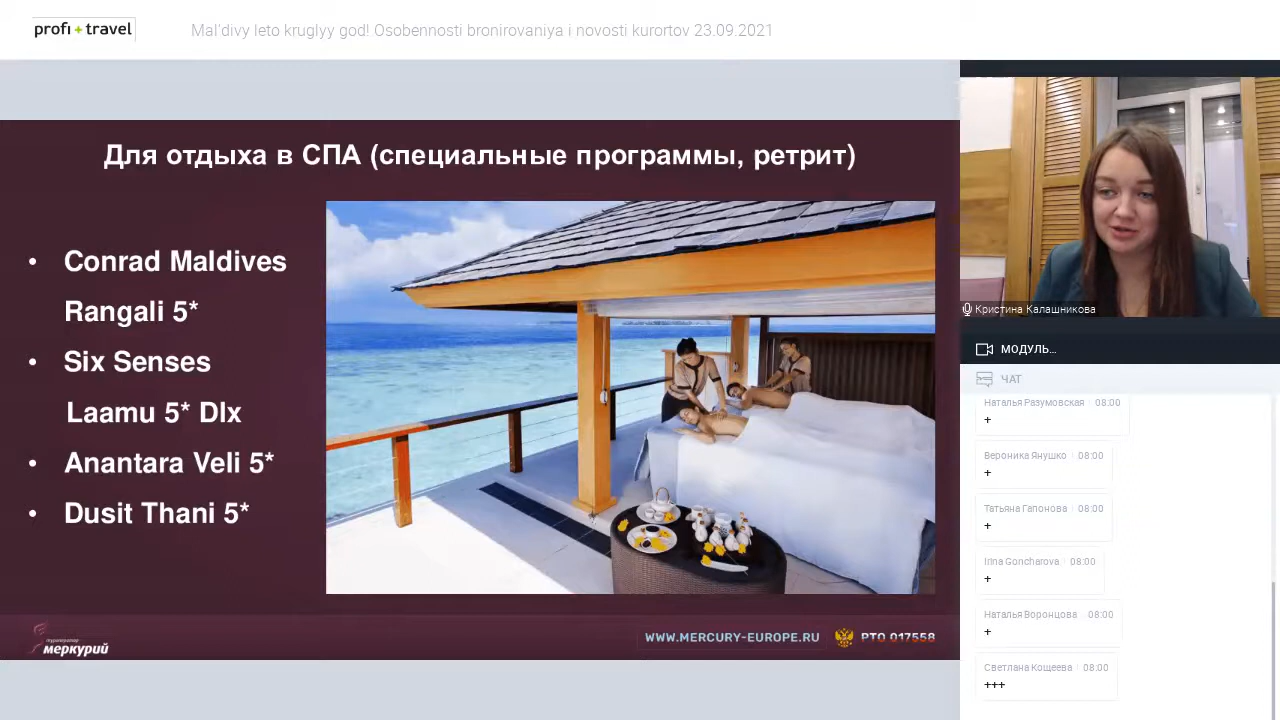 profi + travel
Mal'divy leto kruglyy god! Osobennosti bronirovaniya i novosti kurortov 23.09.2021
Для отдыха в СПА (специальные программы, ретрит)
• Conrad Maldives
Rangali 5*
• Six Senses
Laamu 5* Dlx
• Anantara Veli 5*
• Dusit Thani 5*
туроператор
меркурий
WWW.MERCURY-EUROPE.RU
РТО 017558
Кристина Калашникова
МОДУЛЬ...
ЧАТ
Наталья Разумовская 08:00
+
Вероника Янушко 08:00
+
Татьяна Гапонова 08:00
+
Irina Goncharova 08:00
+
Наталья Воронцова 08:00
+
Светлана Кощеева 08:00
+++